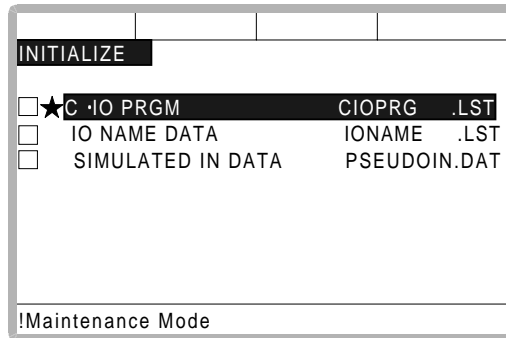 INITIALIZE
□★C·IO PRGM CIOPRG .LST
□ IO NAME DATA IONAME .LST
□ SIMULATED IN DATA PSEUDOIN.DAT
!Maintenance Mode